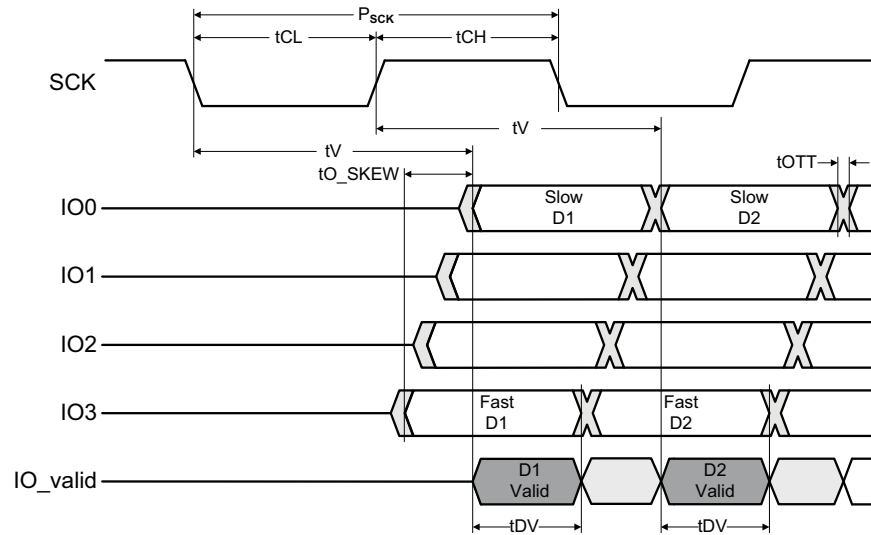 P_SCK
tCL
tCH
SCK
tV
tV
tO_SKEW
tOTT
IO0
Slow
D1
Slow
D2
IO1
IO2
IO3
Fast
D1
Fast
D2
IO_valid
D1
Valid
D2
Valid
tDV
tDV